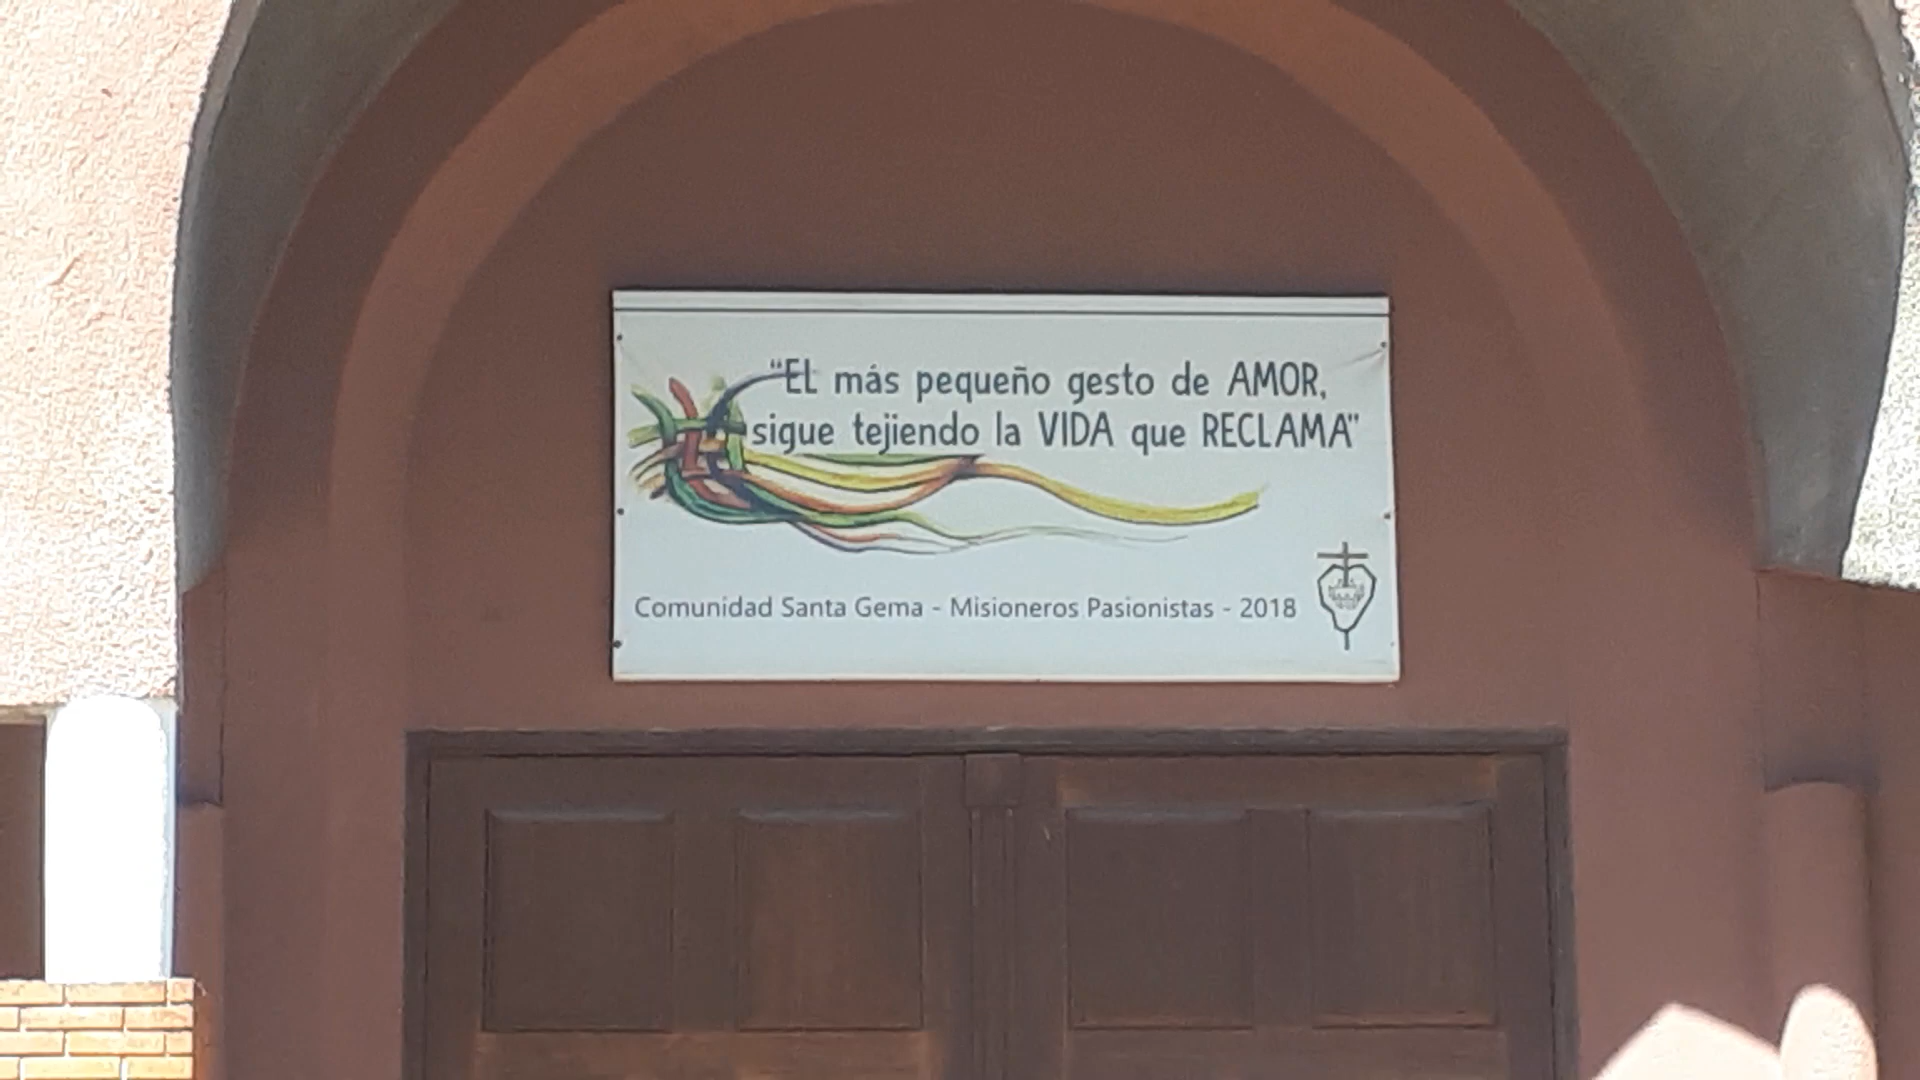 "EL más pequeño gesto de AMOR,
sigue tejiendo la VIDA que RECLAMA"
Comunidad Santa Gema - Misioneros Pasionistas - 2018